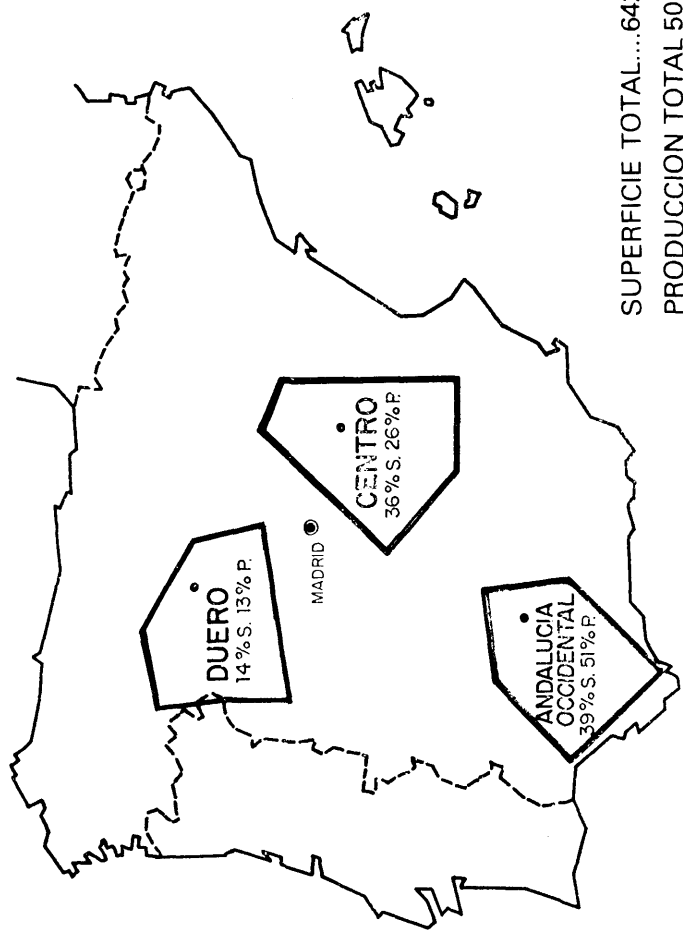 DUERO
14% S. 13% P.
MADRID
CENTRO
36% S. 26% P.
ANDALUCIA
OCCIDENTAL
39% S. 51% P.
SUPERFICIE TOTAL....64
PRODUCCION TOTAL 50